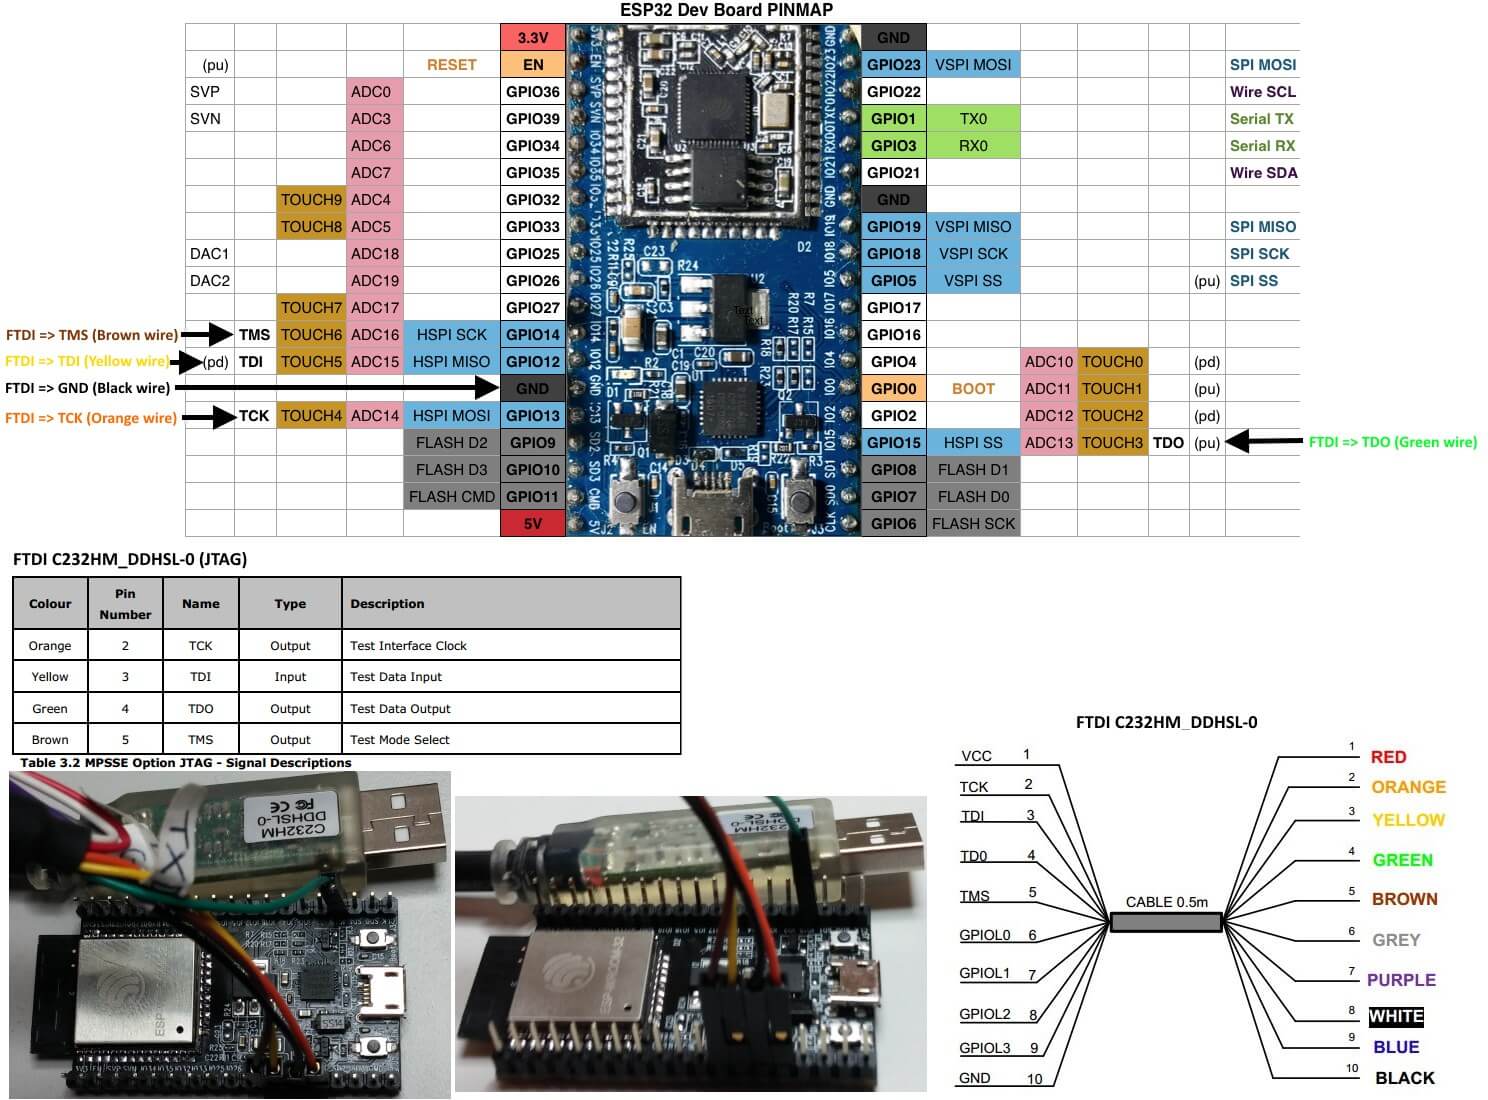 ESP32 Dev Board PINMAP
3.3V GND
(pu) RESET EN GPIO23 VSPI MOSI SPI MOSI
SVP ADC0 GPIO36 GPIO22 Wire SCL
SVN ADC3 GPIO39 GPIO1 TX0 Serial TX
ADC6 GPIO34 GPIO3 RX0 Serial RX
ADC7 GPIO35 GPIO21 Wire SDA
TOUCH9 ADC4 GPIO32 GND
TOUCH8 ADC5 GPIO33 GPIO19 VSPI MISO SPI MISO
DAC1 ADC18 GPIO25 GPIO18 VSPI SCK SPI SCK
DAC2 ADC19 GPIO26 GPIO5 VSPI SS (pu) SPI SS
TOUCH7 ADC17 GPIO27 GPIO17
FTDI => TMS (Brown wire) TMS TOUCH6 ADC16 HSPI SCK GPIO14 GPIO16
FTDI => TDI (Yellow wire) (pd) TDI TOUCH5 ADC15 HSPI MISO GPIO12 GPIO4 ADC10 TOUCH0 (pd)
FTDI => GND (Black wire) GND GPIO0 BOOT ADC11 TOUCH1 (pu)
FTDI => TCK (Orange wire) TCK TOUCH4 ADC14 HSPI MOSI GPIO13 GPIO2 ADC12 TOUCH2 (pd)
FLASH D2 GPIO9 GPIO15 HSPI SS ADC13 TOUCH3 TDO (pu) FTDI => TDO (Green wire)
FLASH D3 GPIO10 GPIO8 FLASH D1
FLASH CMD GPIO11 GPIO7 FLASH D0
5V GPIO6 FLASH SCK
FTDI C232HM_DDHSL-0 (JTAG)
Colour Pin Number Name Type Description
Orange 2 TCK Output Test Interface Clock
Yellow 3 TDI Input Test Data Input
Green 4 TDO Output Test Data Output
Brown 5 TMS Output Test Mode Select
Table 3.2 MPSSE Option JTAG - Signal Descriptions
C232HM
DDHSL-0
FTDI C232HM_DDHSL-0
VCC 1 1 RED
TCK 2 2 ORANGE
TDI 3 3 YELLOW
TD0 4 4 GREEN
TMS 5 5 BROWN
CABLE 0.5m
GPIOL0 6 6 GREY
GPIOL1 7 7 PURPLE
GPIOL2 8 8 WHITE
GPIOL3 9 9 BLUE
GND 10 10 BLACK